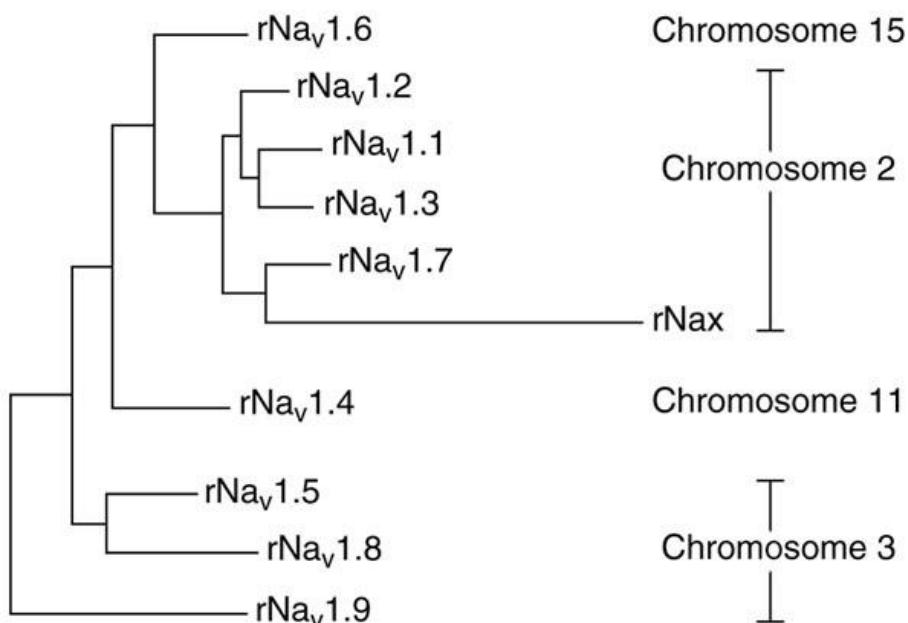 rNav1.6 Chromosome 15
rNav1.2
rNav1.1
Chromosome 2
rNav1.3
rNav1.7
rNax
rNav1.4 Chromosome 11
rNav1.5
rNav1.8 Chromosome 3
rNav1.9